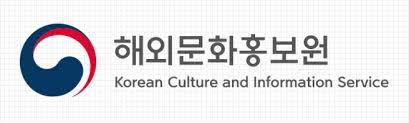 해외문화홍보원
Korean Culture and Information Service